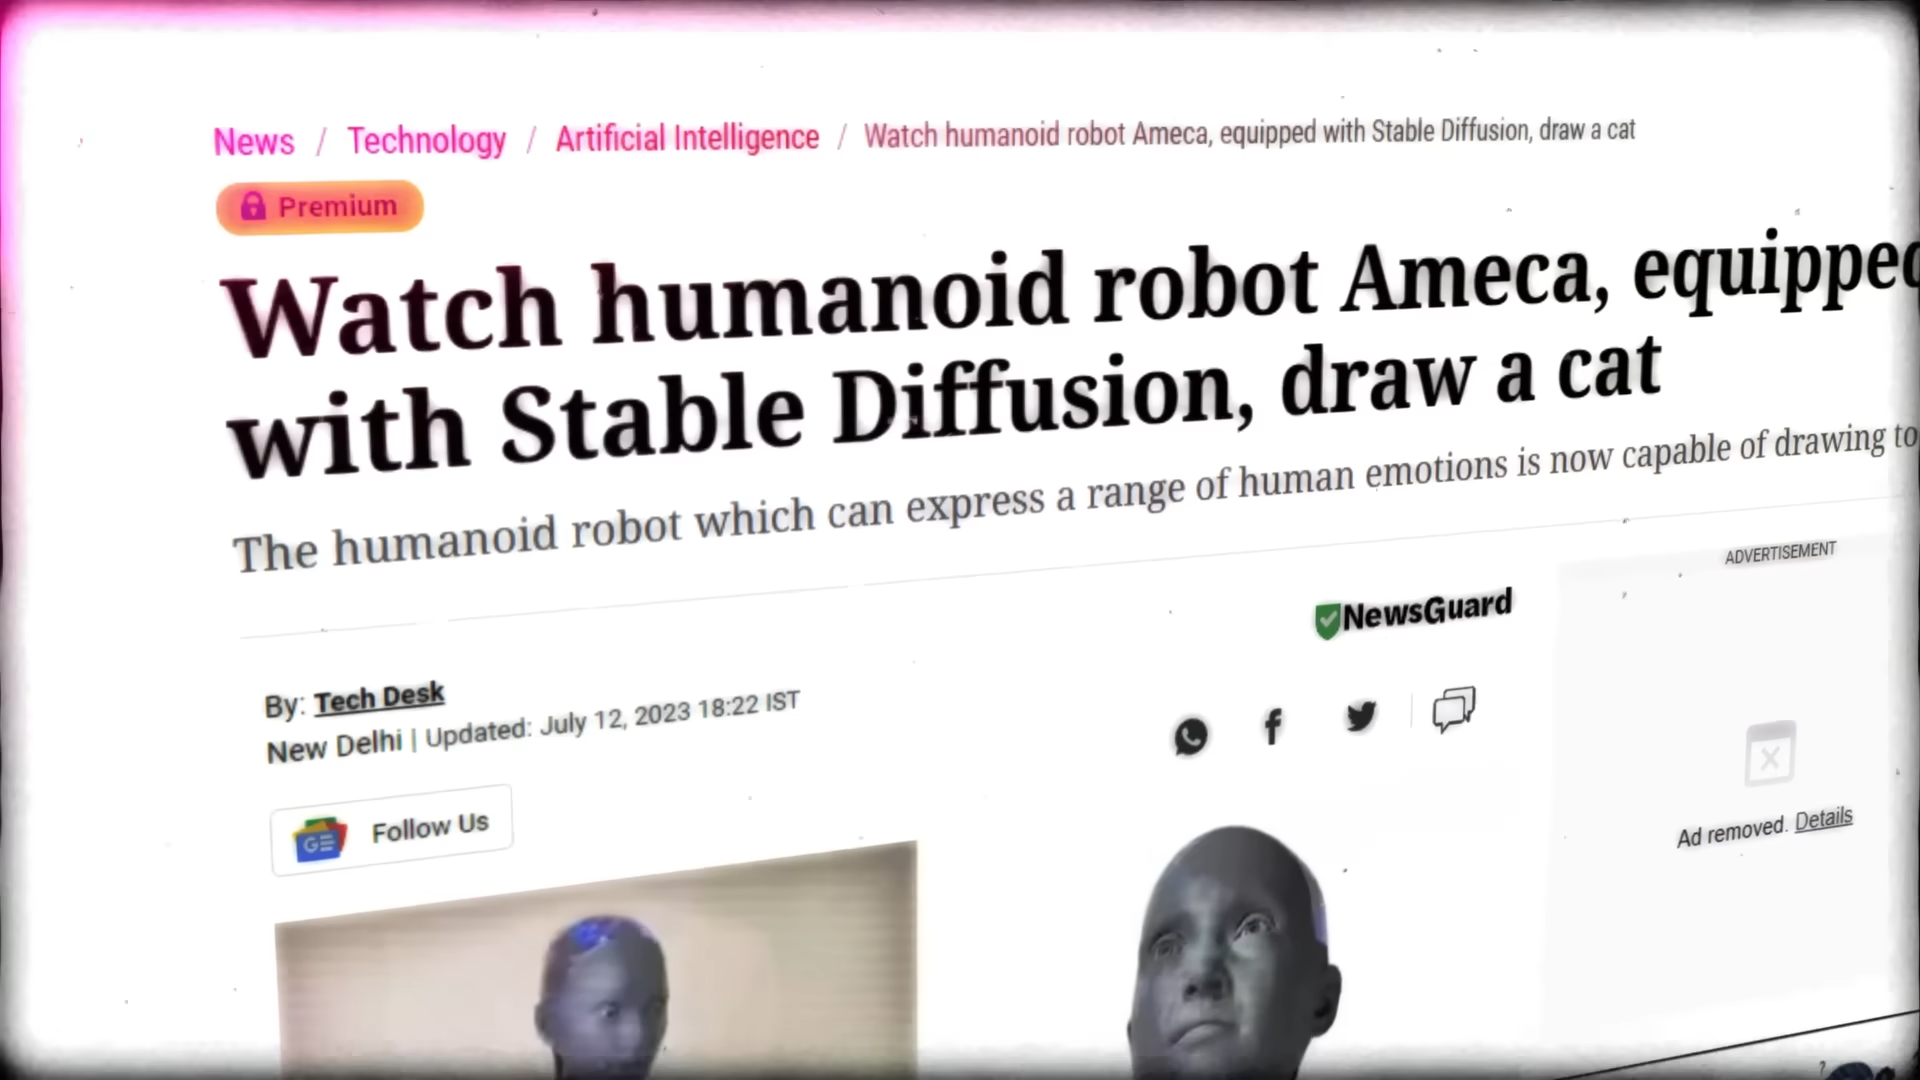 News / Technology / Artificial Intelligence / Watch humanoid robot Ameca, equipped with Stable Diffusion, draw a cat
Premium
Watch humanoid robot Ameca, equipped
with Stable Diffusion, draw a cat
The humanoid robot which can express a range of human emotions is now capable of drawing to
ADVERTISEMENT
NewsGuard
By: Tech Desk
New Delhi | Updated: July 12, 2023 18:22 IST
GE
Follow Us
Ad removed. Details